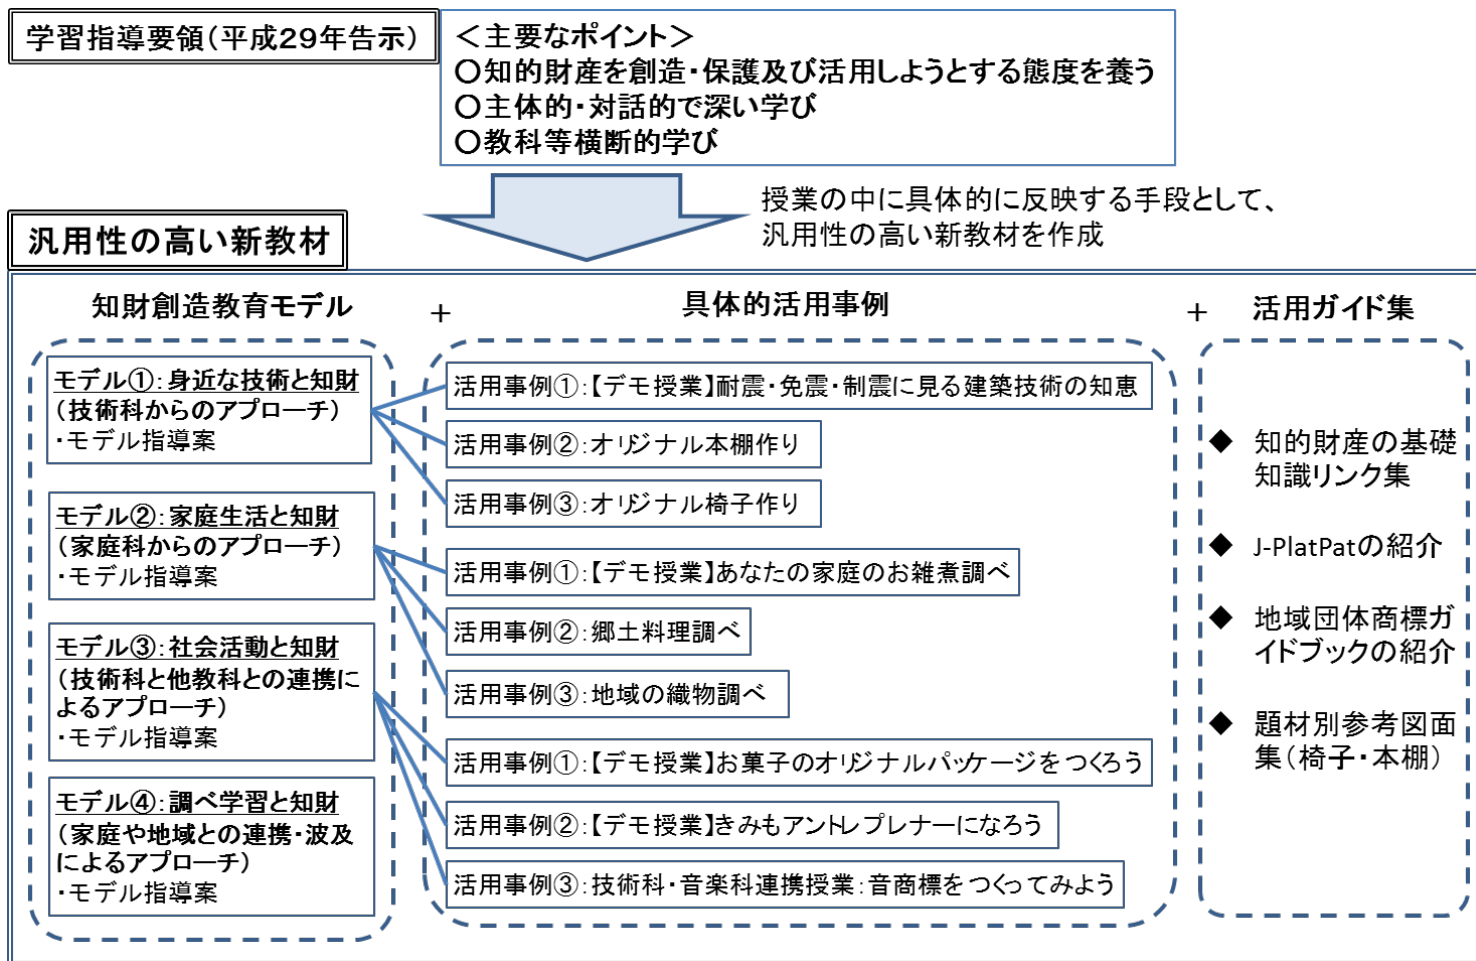 学習指導要領(平成29年告示)
<主要なポイント>
○知的財産を創造・保護及び活用しようとする態度を養う
○主体的・対話的で深い学び
○教科等横断的学び
授業の中に具体的に反映する手段として、
汎用性の高い新教材を作成
汎用性の高い新教材
知財創造教育モデル
+
具体的活用事例
+
活用ガイド集
モデル①:身近な技術と知財
(技術科からのアプローチ)
・モデル指導案
モデル②:家庭生活と知財
(家庭科からのアプローチ)
・モデル指導案
モデル③:社会活動と知財
(技術科と他教科との連携に
よるアプローチ)
・モデル指導案
モデル④:調べ学習と知財
(家庭や地域との連携・波及
によるアプローチ)
・モデル指導案
活用事例①:【デモ授業】耐震・免震・制震に見る建築技術の知恵
活用事例②:オリジナル本棚作り
活用事例③:オリジナル椅子作り
活用事例①:【デモ授業】あなたの家庭のお雑煮調べ
活用事例②:郷土料理調べ
活用事例③:地域の織物調べ
活用事例①:【デモ授業】お菓子のオリジナルパッケージをつくろう
活用事例②:【デモ授業】きみもアントレプレナーになろう
活用事例③:技術科・音楽科連携授業:音商標をつくってみよう
◆ 知的財産の基礎
知識リンク集
◆ J-PlatPatの紹介
◆ 地域団体商標ガ
イドブックの紹介
◆ 題材別参考図面
集(椅子・本棚)